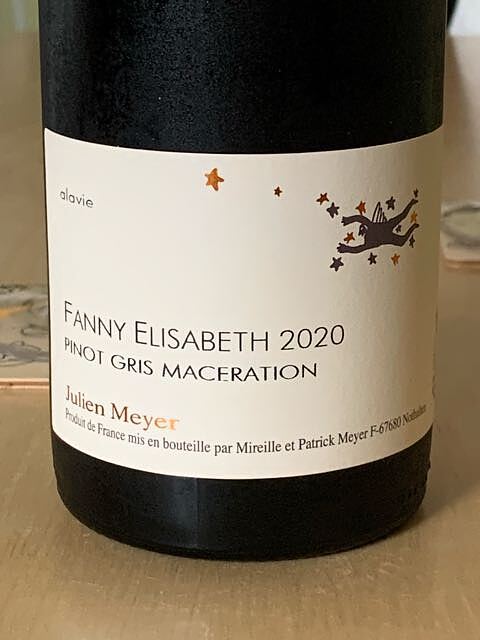 alavie
FANNY ELISABETH 2020
PINOT GRIS MACERATION
Julien Meyer
Produit de France mis en bouteille par Mireille et Patrick Meyer F-67680 Nothalten